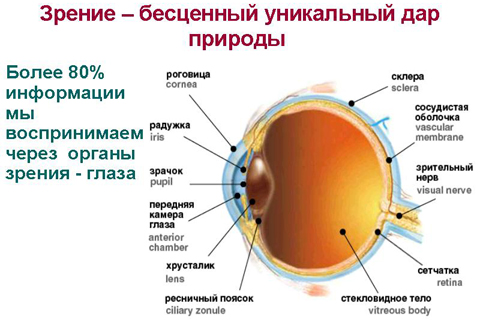 Зрение – бесценный уникальный дар
природы
Более 80%
информации
мы
воспринимаем
через органы
зрения - глаза
роговица
cornea
радужка
iris
зрачок
pupil
передняя
камера
глаза
anterior
chamber
хрусталик
lens
ресничный поясок
ciliary zonule
склера
sclera
сосудистая
оболочка
vascular
membrane
зрительный
нерв
visual nerve
сетчатка
retina
стекловидное тело
vitreous body